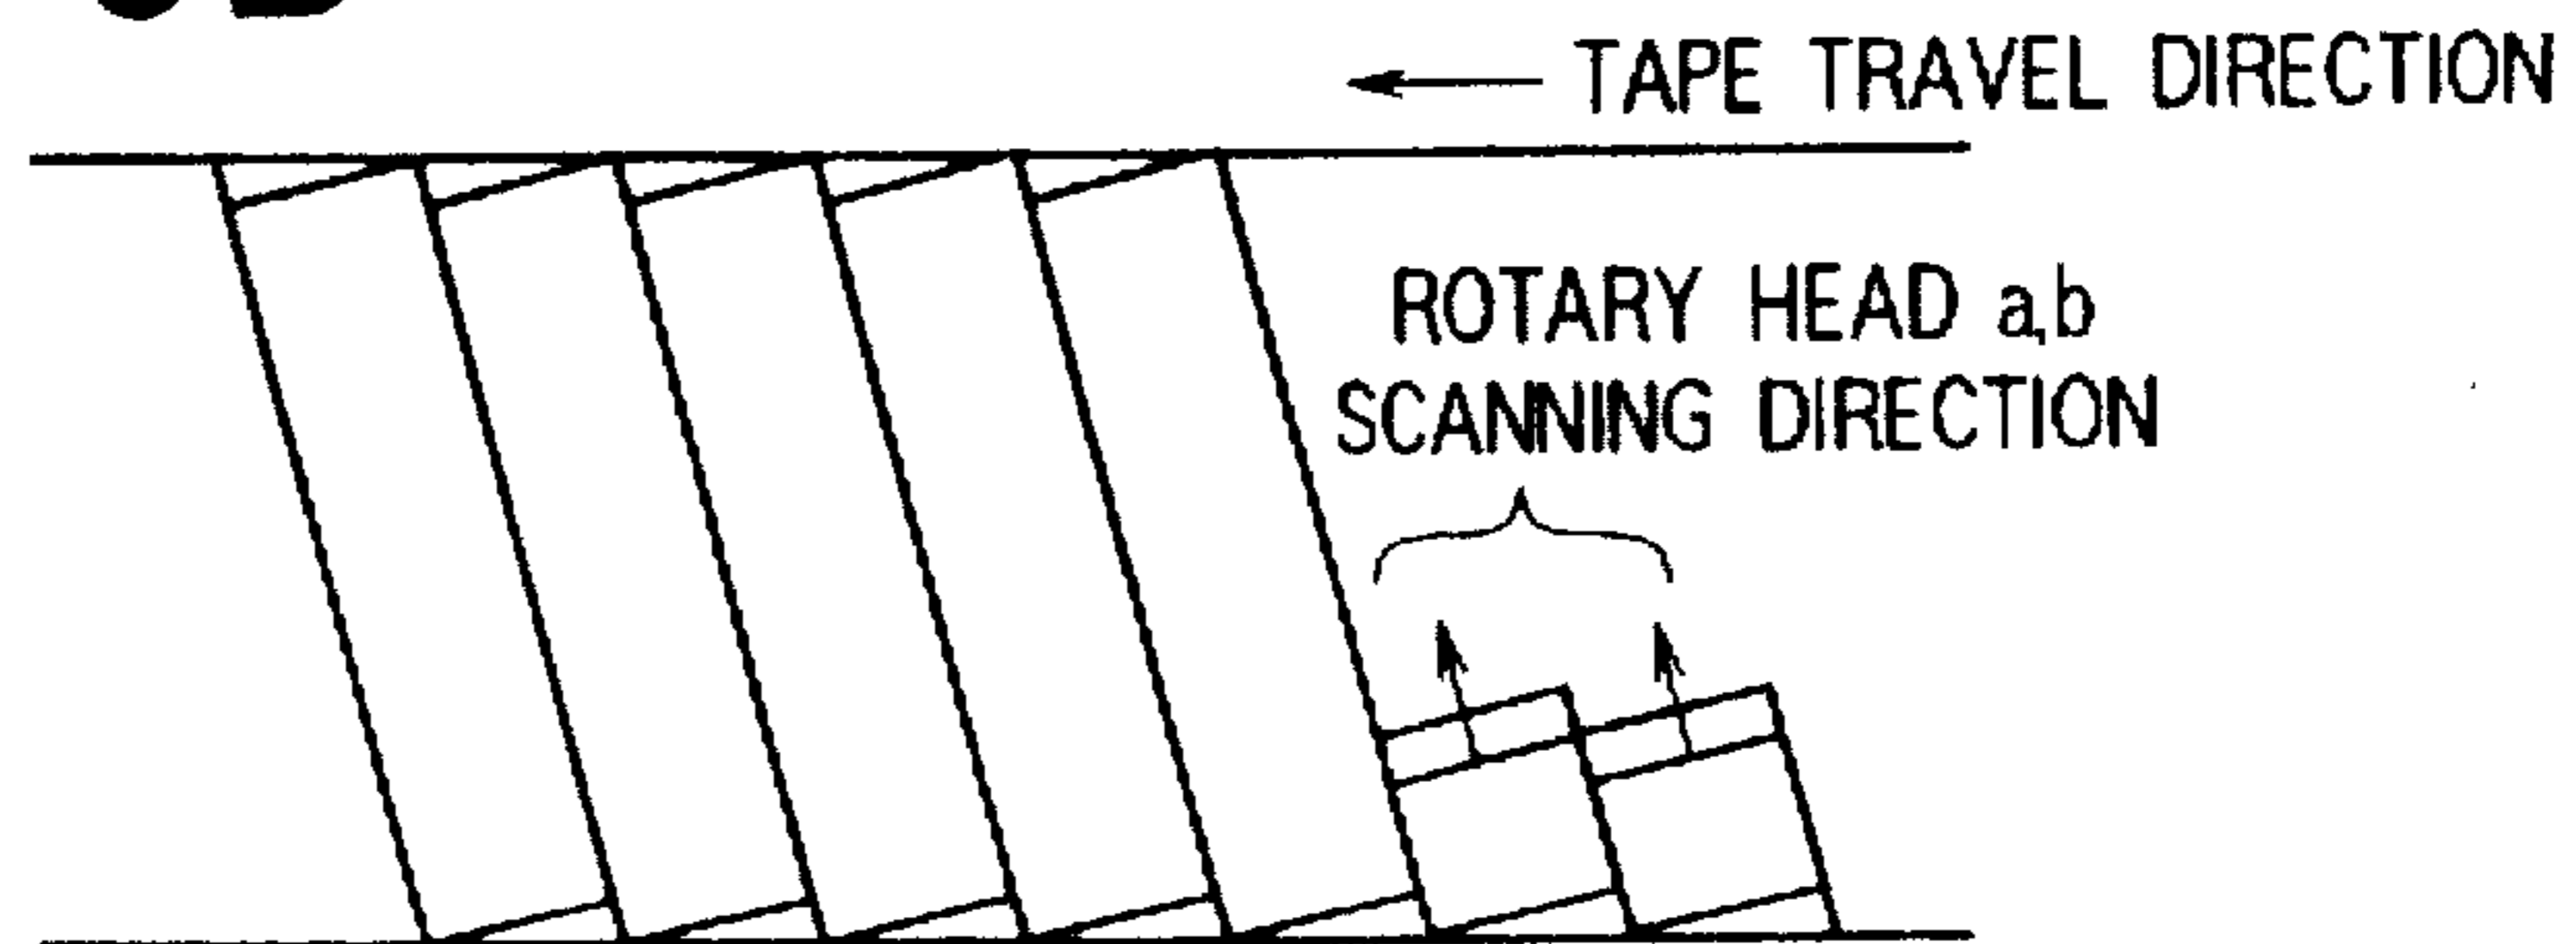 TAPE TRAVEL DIRECTION
ROTARY HEAD a,b
SCANNING DIRECTION